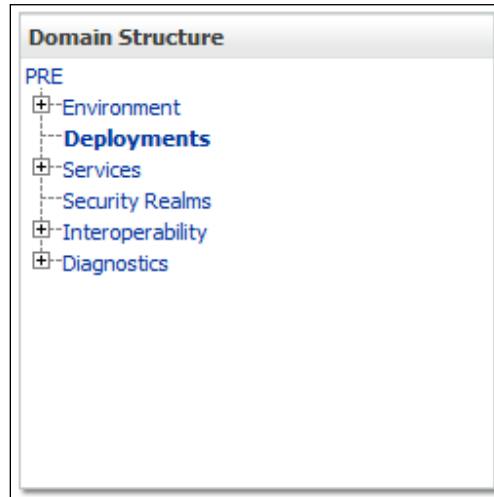 Domain Structure
PRE
Environment
Deployments
Services
Security Realms
Interoperability
Diagnostics